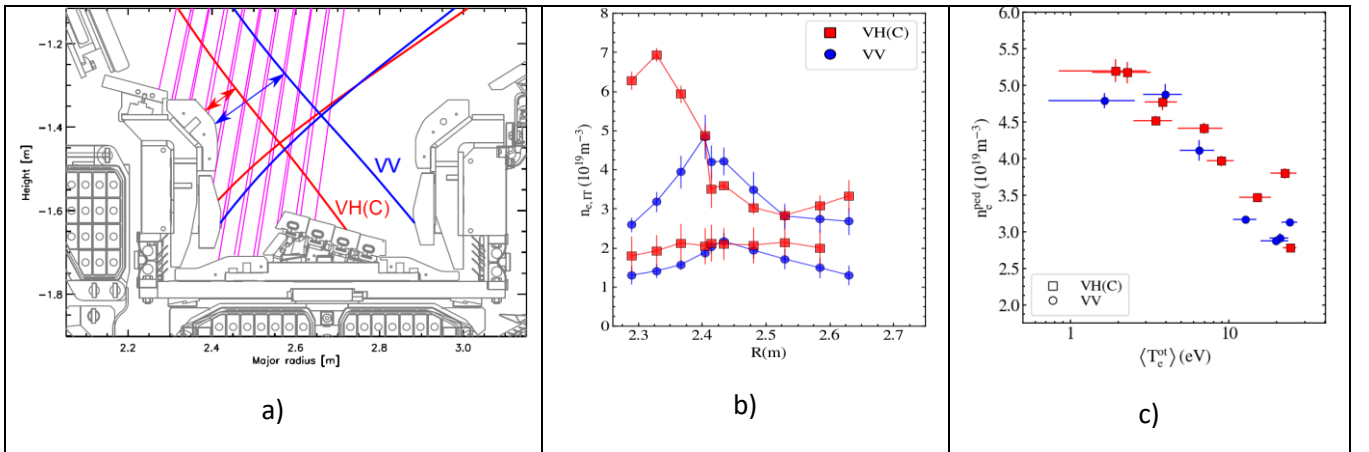 -1.2
-1.4
-1.6
-1.8
Height [m]
VV
VH(C)
2.2 2.4 2.6 2.8 3.0
Major radius [m]
a)
VH(C)
VV
8
7
6
5
4
3
2
1
0
n_e,IT (10^19 m^-3)
2.3 2.4 2.5 2.6 2.7
R(m)
b)
6.0
5.5
5.0
4.5
4.0
3.5
3.0
2.5
2.0
n_e^ped (10^19 m^-3)
VH(C)
VV
1 10
⟨T_e^ot⟩ (eV)
c)